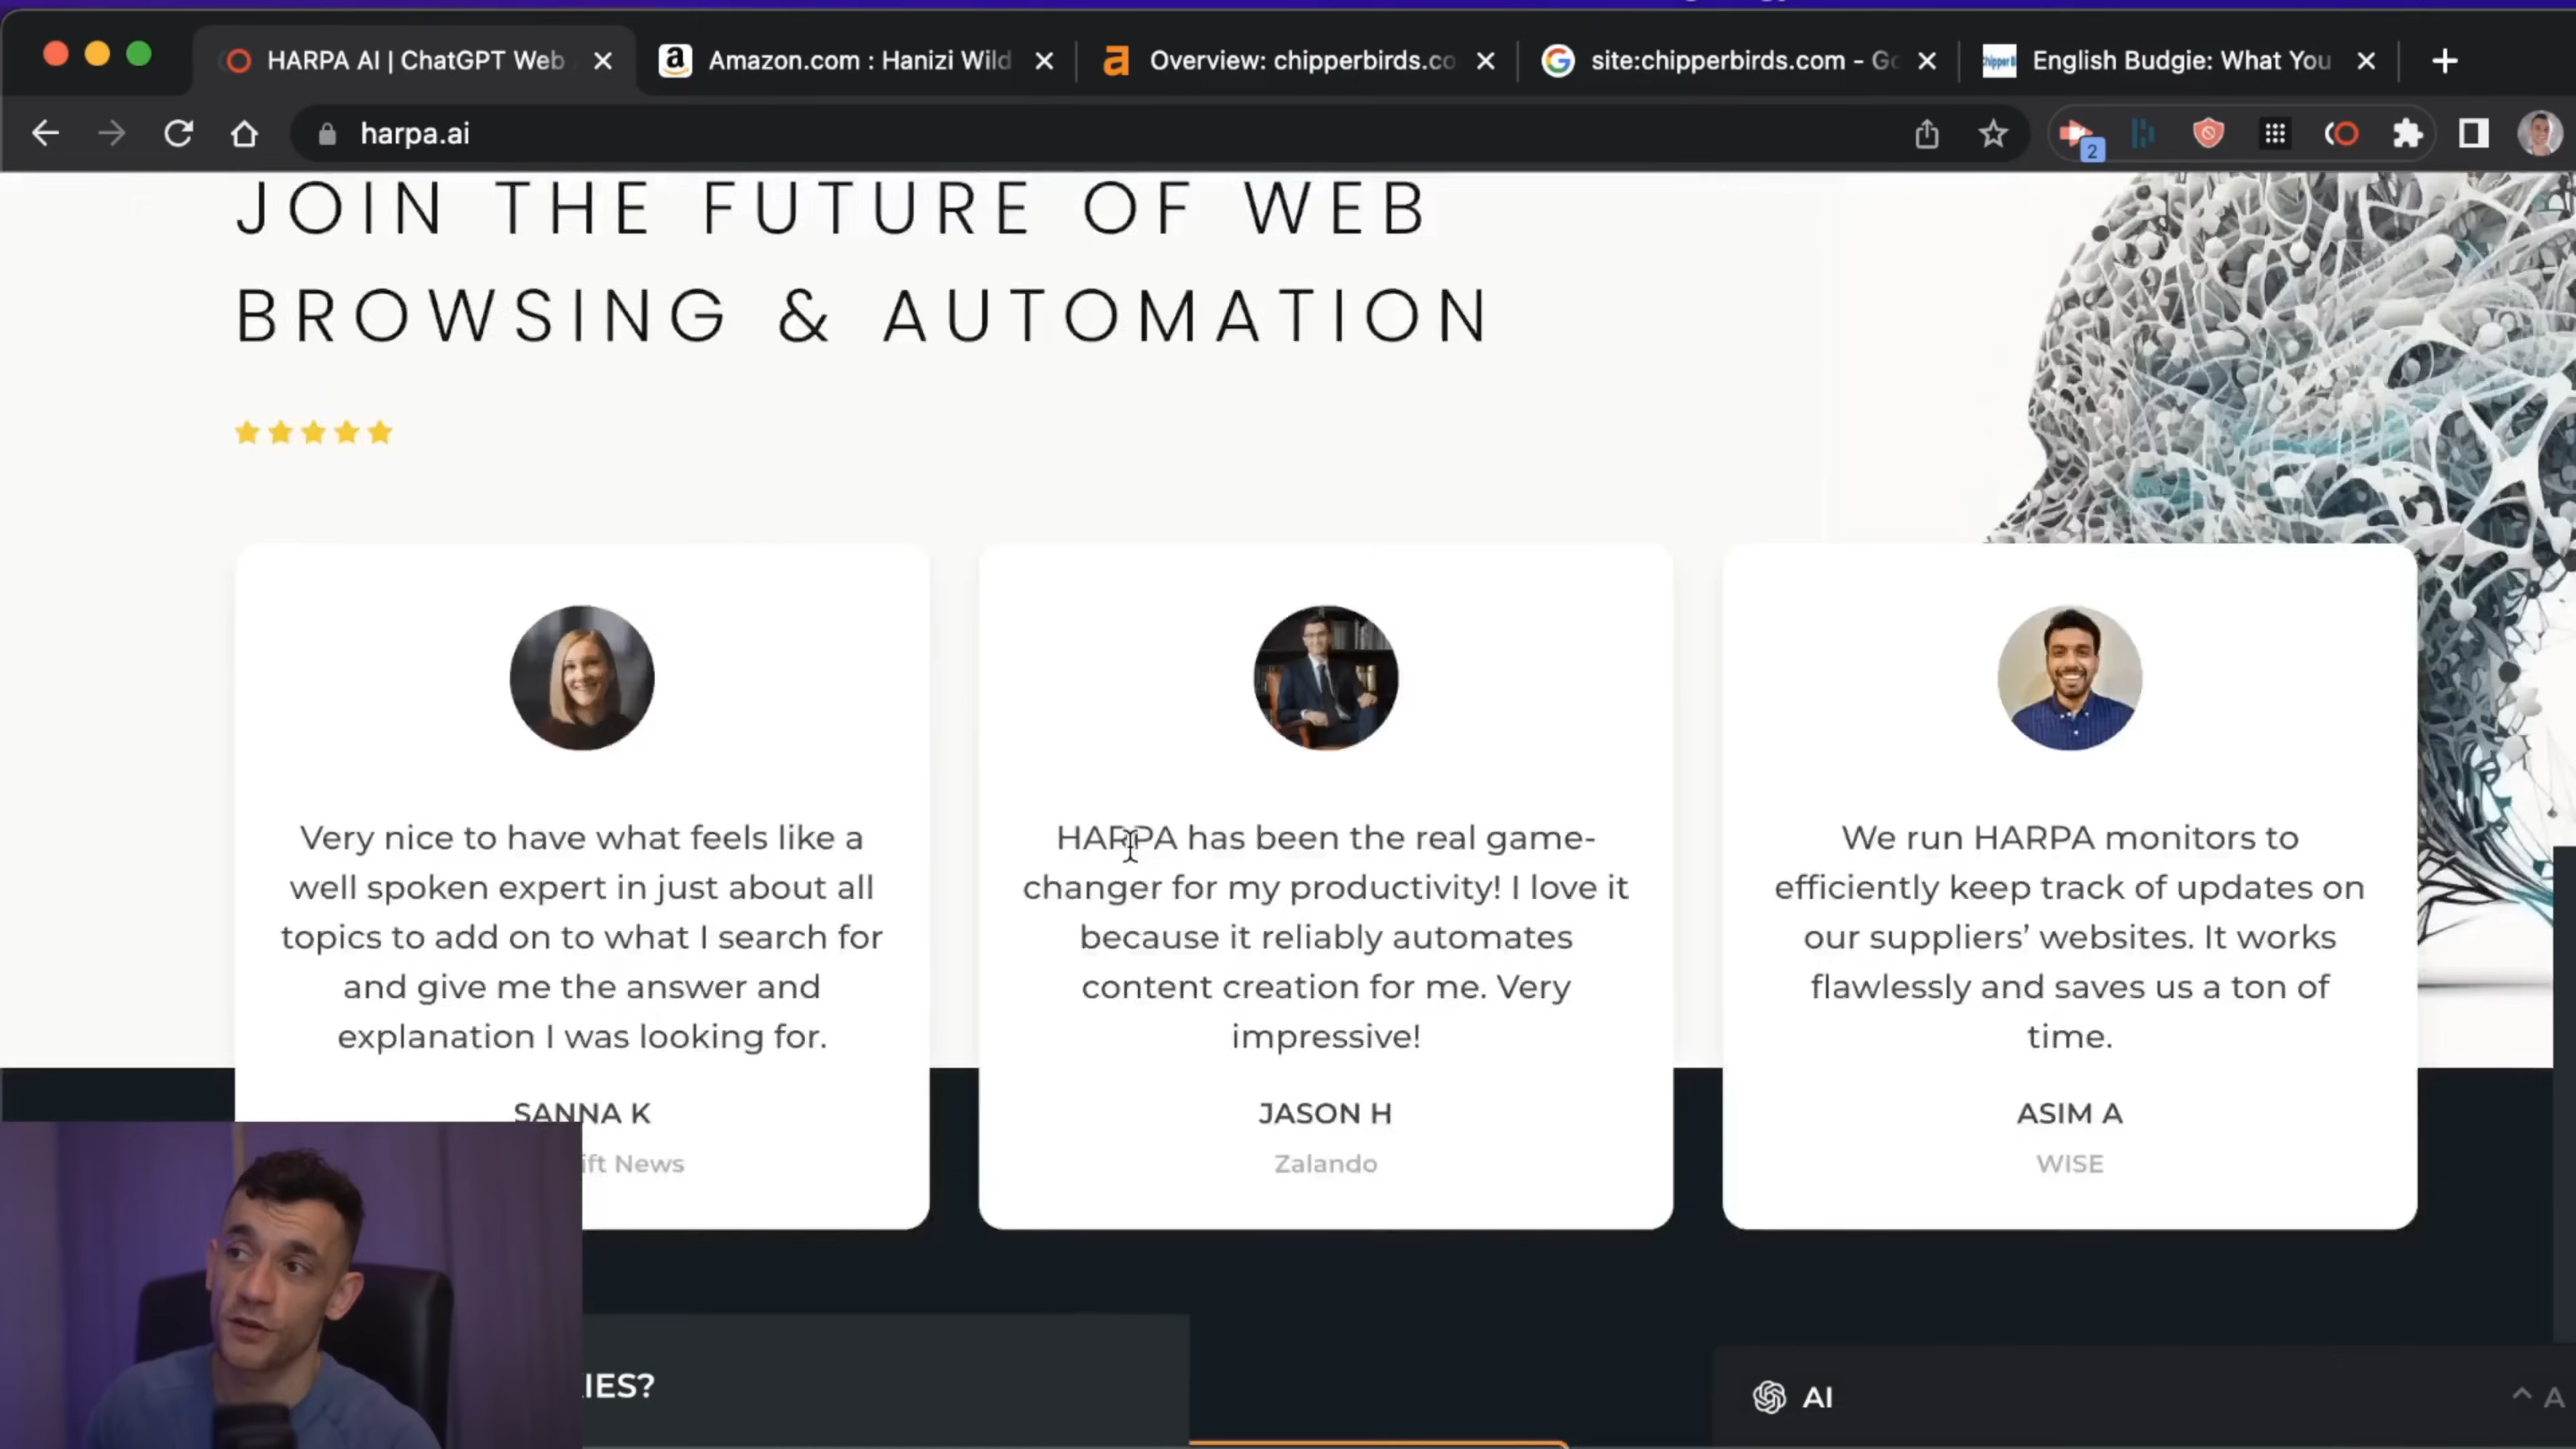 HARPA AI | ChatGPT Web
Amazon.com : Hanizi Wild
Overview: chipperbirds.co
site:chipperbirds.com - Go
English Budgie: What You
harpa.ai
2
JOIN THE FUTURE OF WEB
BROWSING & AUTOMATION
Very nice to have what feels like a
well spoken expert in just about all
topics to add on to what I search for
and give me the answer and
explanation I was looking for.
SANNA K
ift News
HARPA has been the real game-
changer for my productivity! I love it
because it reliably automates
content creation for me. Very
impressive!
JASON H
Zalando
We run HARPA monitors to
efficiently keep track of updates on
our suppliers’ websites. It works
flawlessly and saves us a ton of
time.
ASIM A
WISE
IES?
AI
A